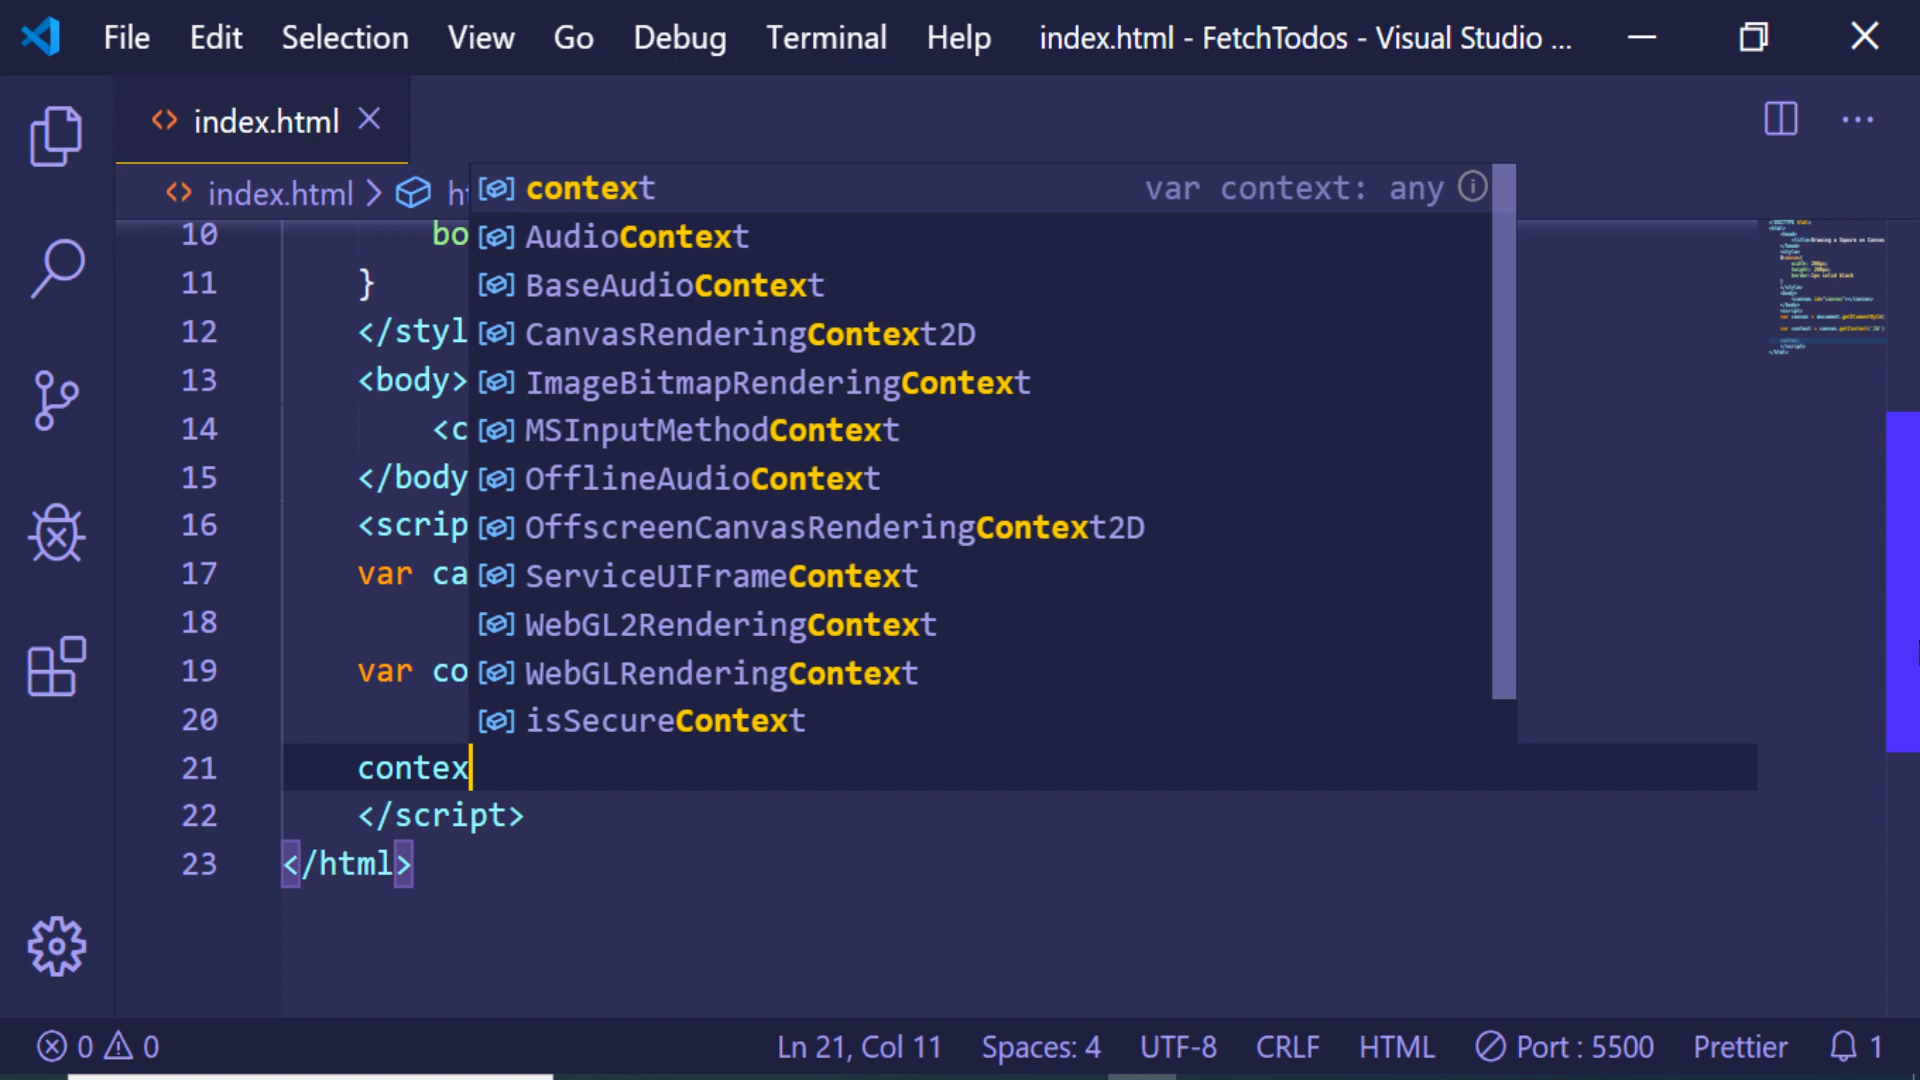 File Edit Selection View Go Debug Terminal Help index.html - FetchTodos - Visual Studio ...
index.html
index.html > ht
context var context: any
10 bo AudioContext
11 } BaseAudioContext
12 </styl CanvasRenderingContext2D
13 <body> ImageBitmapRenderingContext
14 <c MSInputMethodContext
15 </body OfflineAudioContext
16 <scrip OffscreenCanvasRenderingContext2D
17 var ca ServiceUIFrameContext
18 WebGL2RenderingContext
19 var co WebGLRenderingContext
20 isSecureContext
21 contex
22 </script>
23 </html>
0 0 Ln 21, Col 11 Spaces: 4 UTF-8 CRLF HTML Port : 5500 Prettier 1